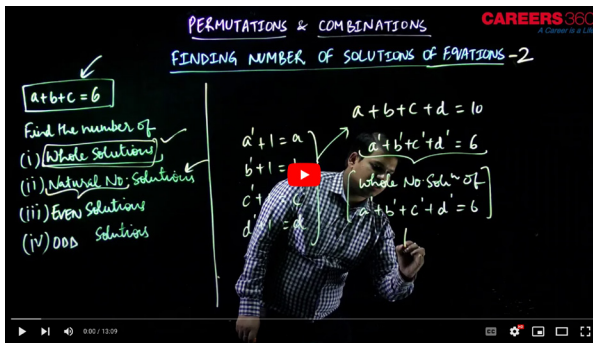 PERMUTATIONS & COMBINATIONS
CAREERS360
A Career is a Life
FINDING NUMBER OF SOLUTIONS OF EQUATIONS -2
a+b+c=6
Find the number of
(i) Whole Solutions,
(ii) Natural No. Solutions
(iii) EVEN Solutions
(iv) ODD Solutions
a'+1=a
b'+1=
c'+ c
d' 1=d
a+b+c+d=10
a'+b'+c'+d'=6
Whole No. Solⁿ of
a'+b'+c'+d'=6
0:00 / 13:09
CC